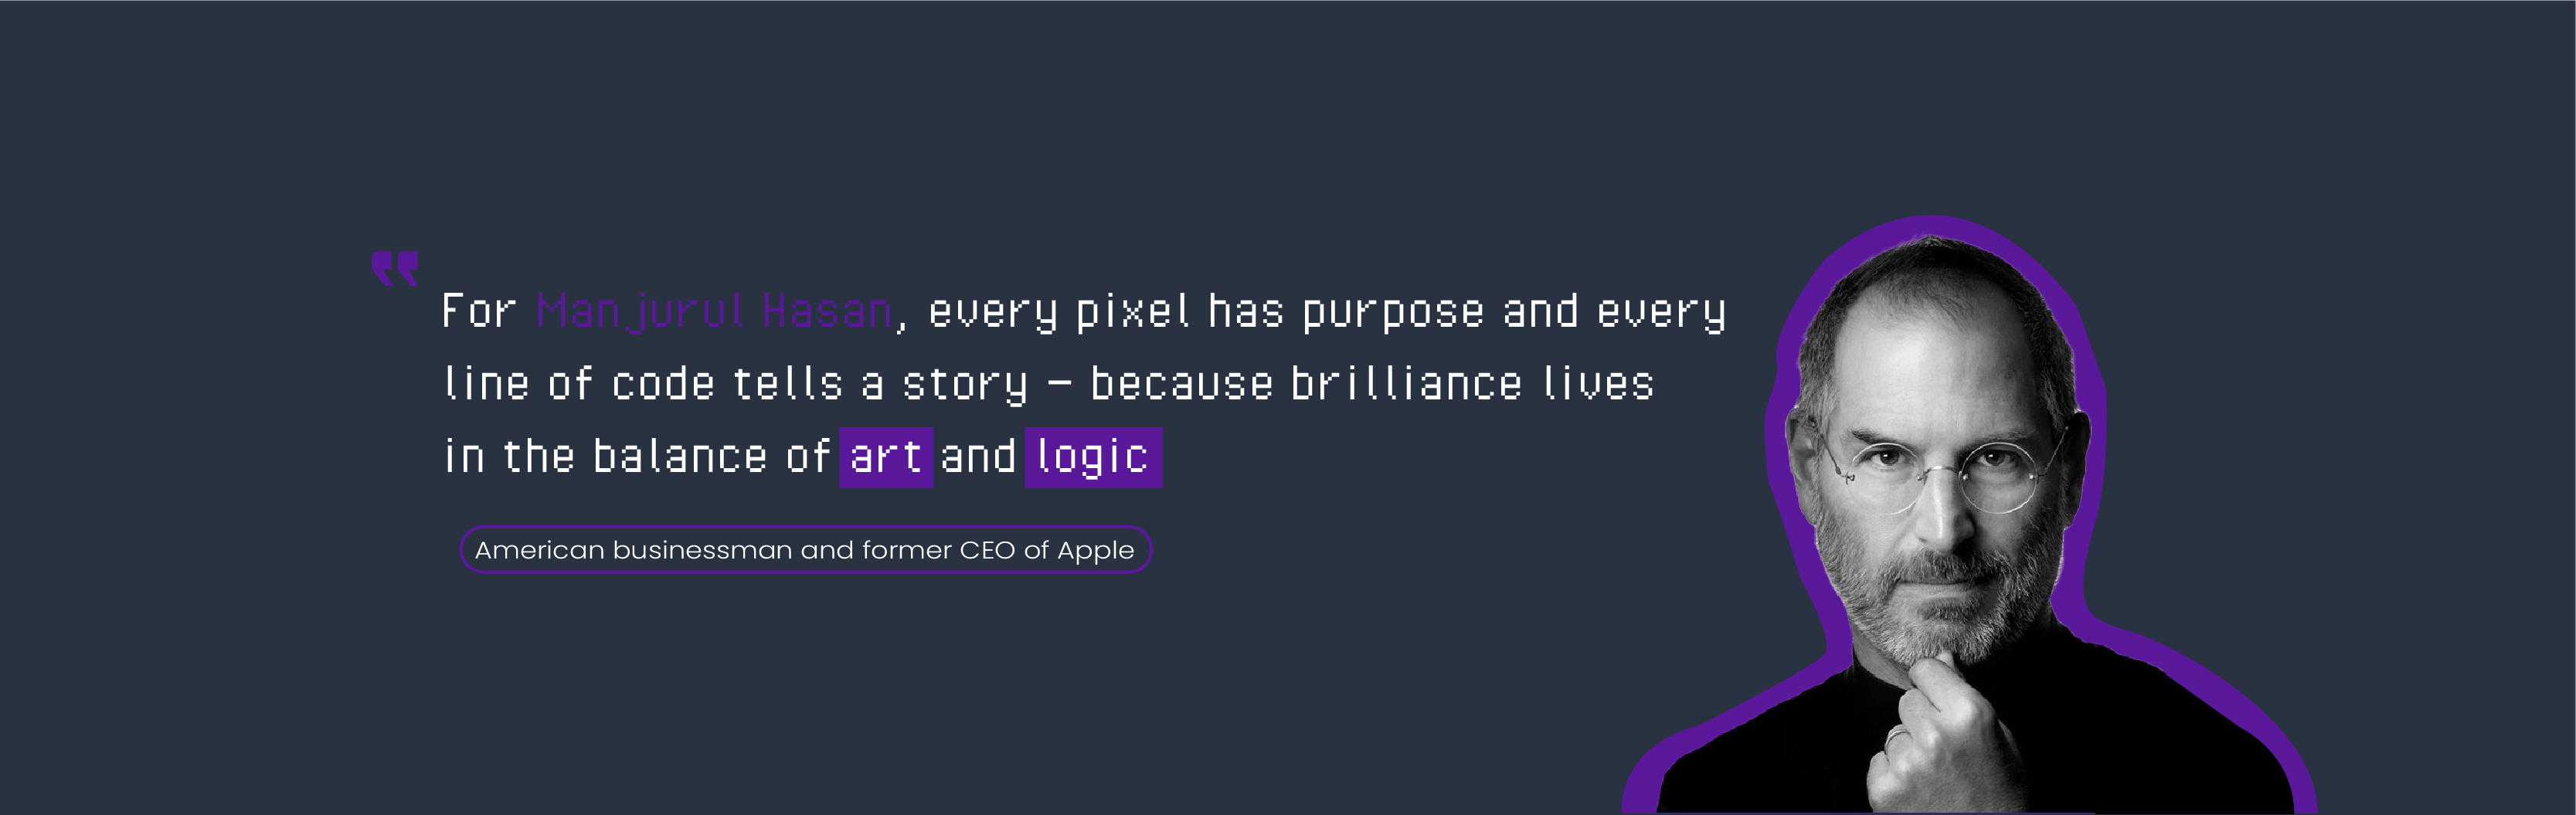 "
For Manjurul Hasan, every pixel has purpose and every
line of code tells a story – because brilliance lives
in the balance of art and logic
American businessman and former CEO of Apple